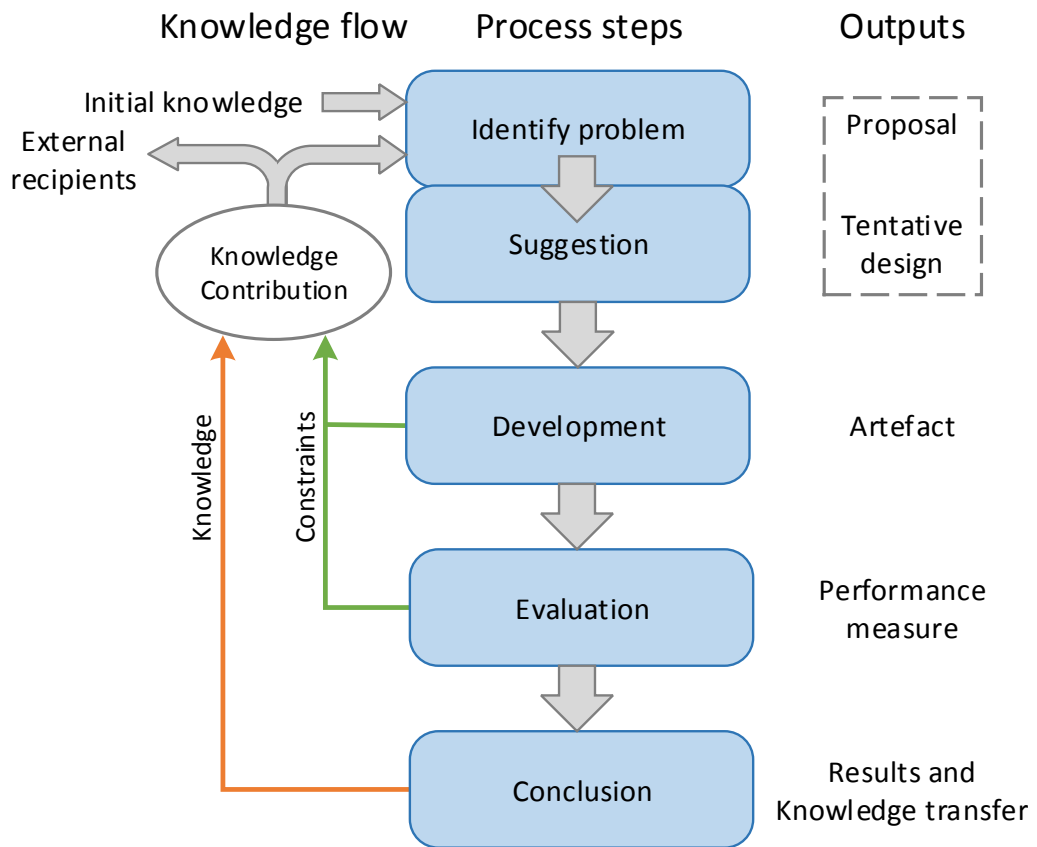 Knowledge flow
Process steps
Outputs
Initial knowledge
External
recipients
Identify problem
Proposal
Knowledge
Contribution
Suggestion
Tentative
design
Knowledge
Constraints
Development
Artefact
Evaluation
Performance
measure
Conclusion
Results and
Knowledge transfer